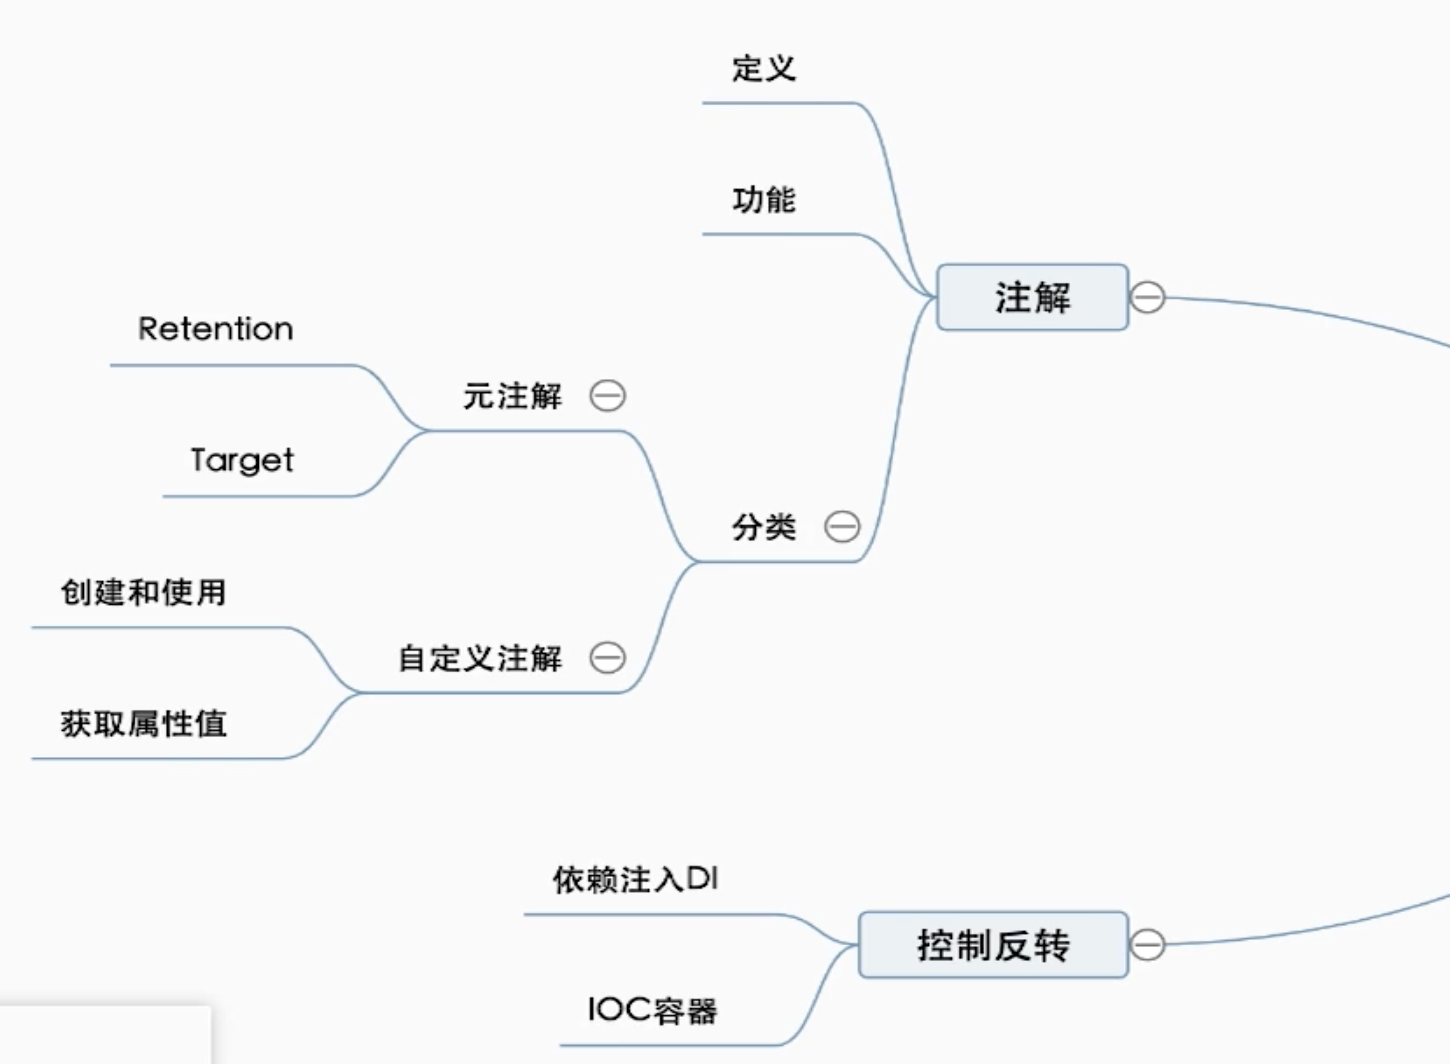 定义
功能
注解
Retention
元注解
Target
分类
创建和使用
自定义注解
获取属性值
依赖注入DI
控制反转
IOC容器